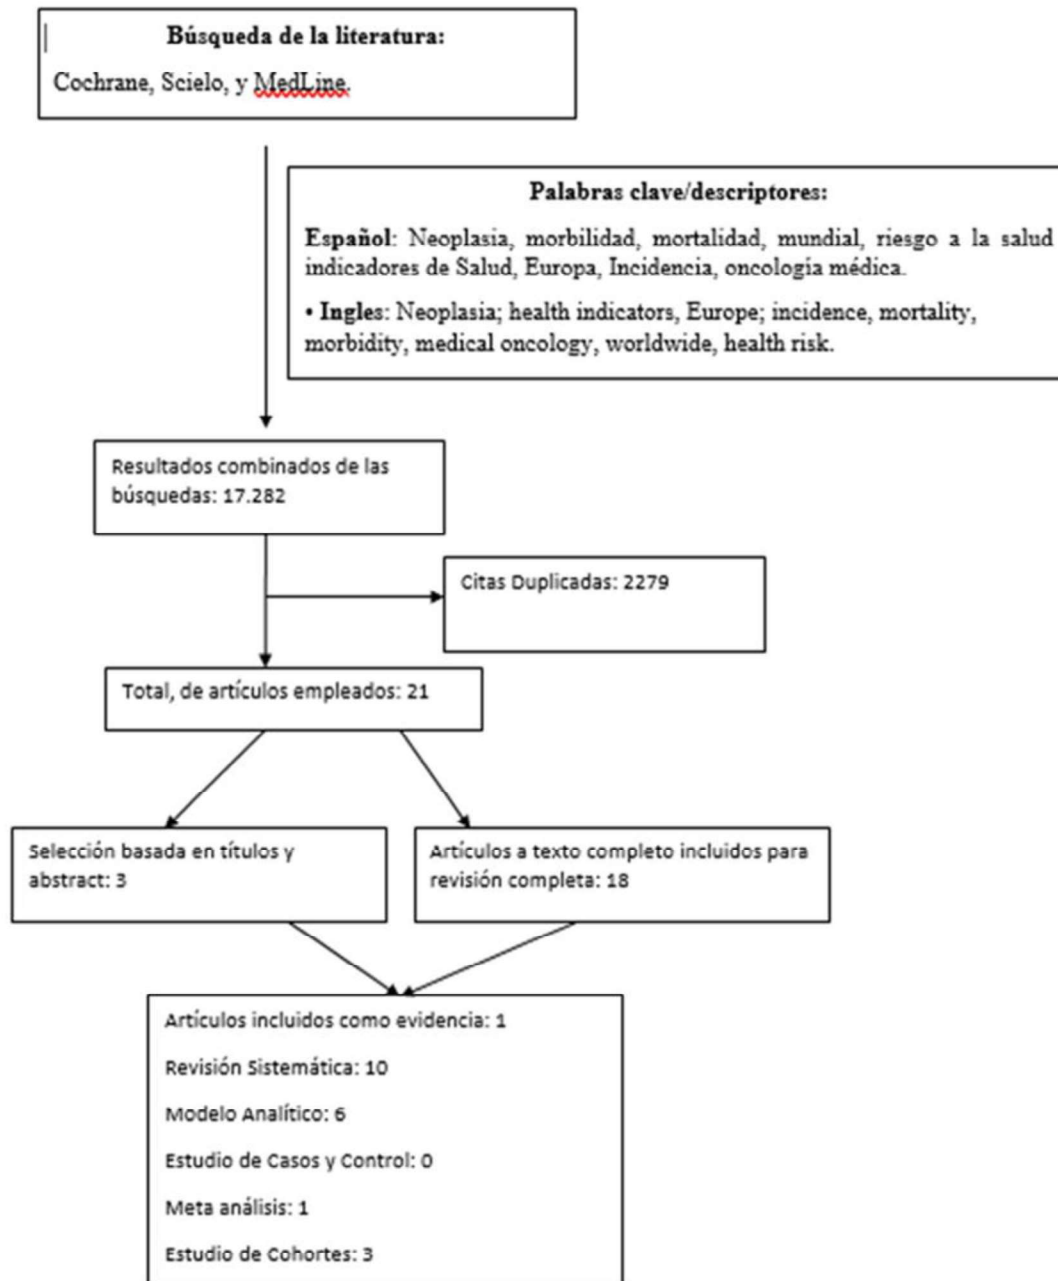 Búsqueda de la literatura:
Cochrane, Scielo, y MedLine.
Palabras clave/descriptores:
Español: Neoplasia, morbilidad, mortalidad, mundial, riesgo a la salud
indicadores de Salud, Europa, Incidencia, oncología médica.
• Ingles: Neoplasia; health indicators, Europe; incidence, mortality,
morbidity, medical oncology, worldwide, health risk.
Resultados combinados de las
búsquedas: 17.282
Citas Duplicadas: 2279
Total, de artículos empleados: 21
Selección basada en títulos y
abstract: 3
Artículos a texto completo incluidos para
revisión completa: 18
Artículos incluidos como evidencia: 1
Revisión Sistemática: 10
Modelo Analítico: 6
Estudio de Casos y Control: 0
Meta análisis: 1
Estudio de Cohortes: 3